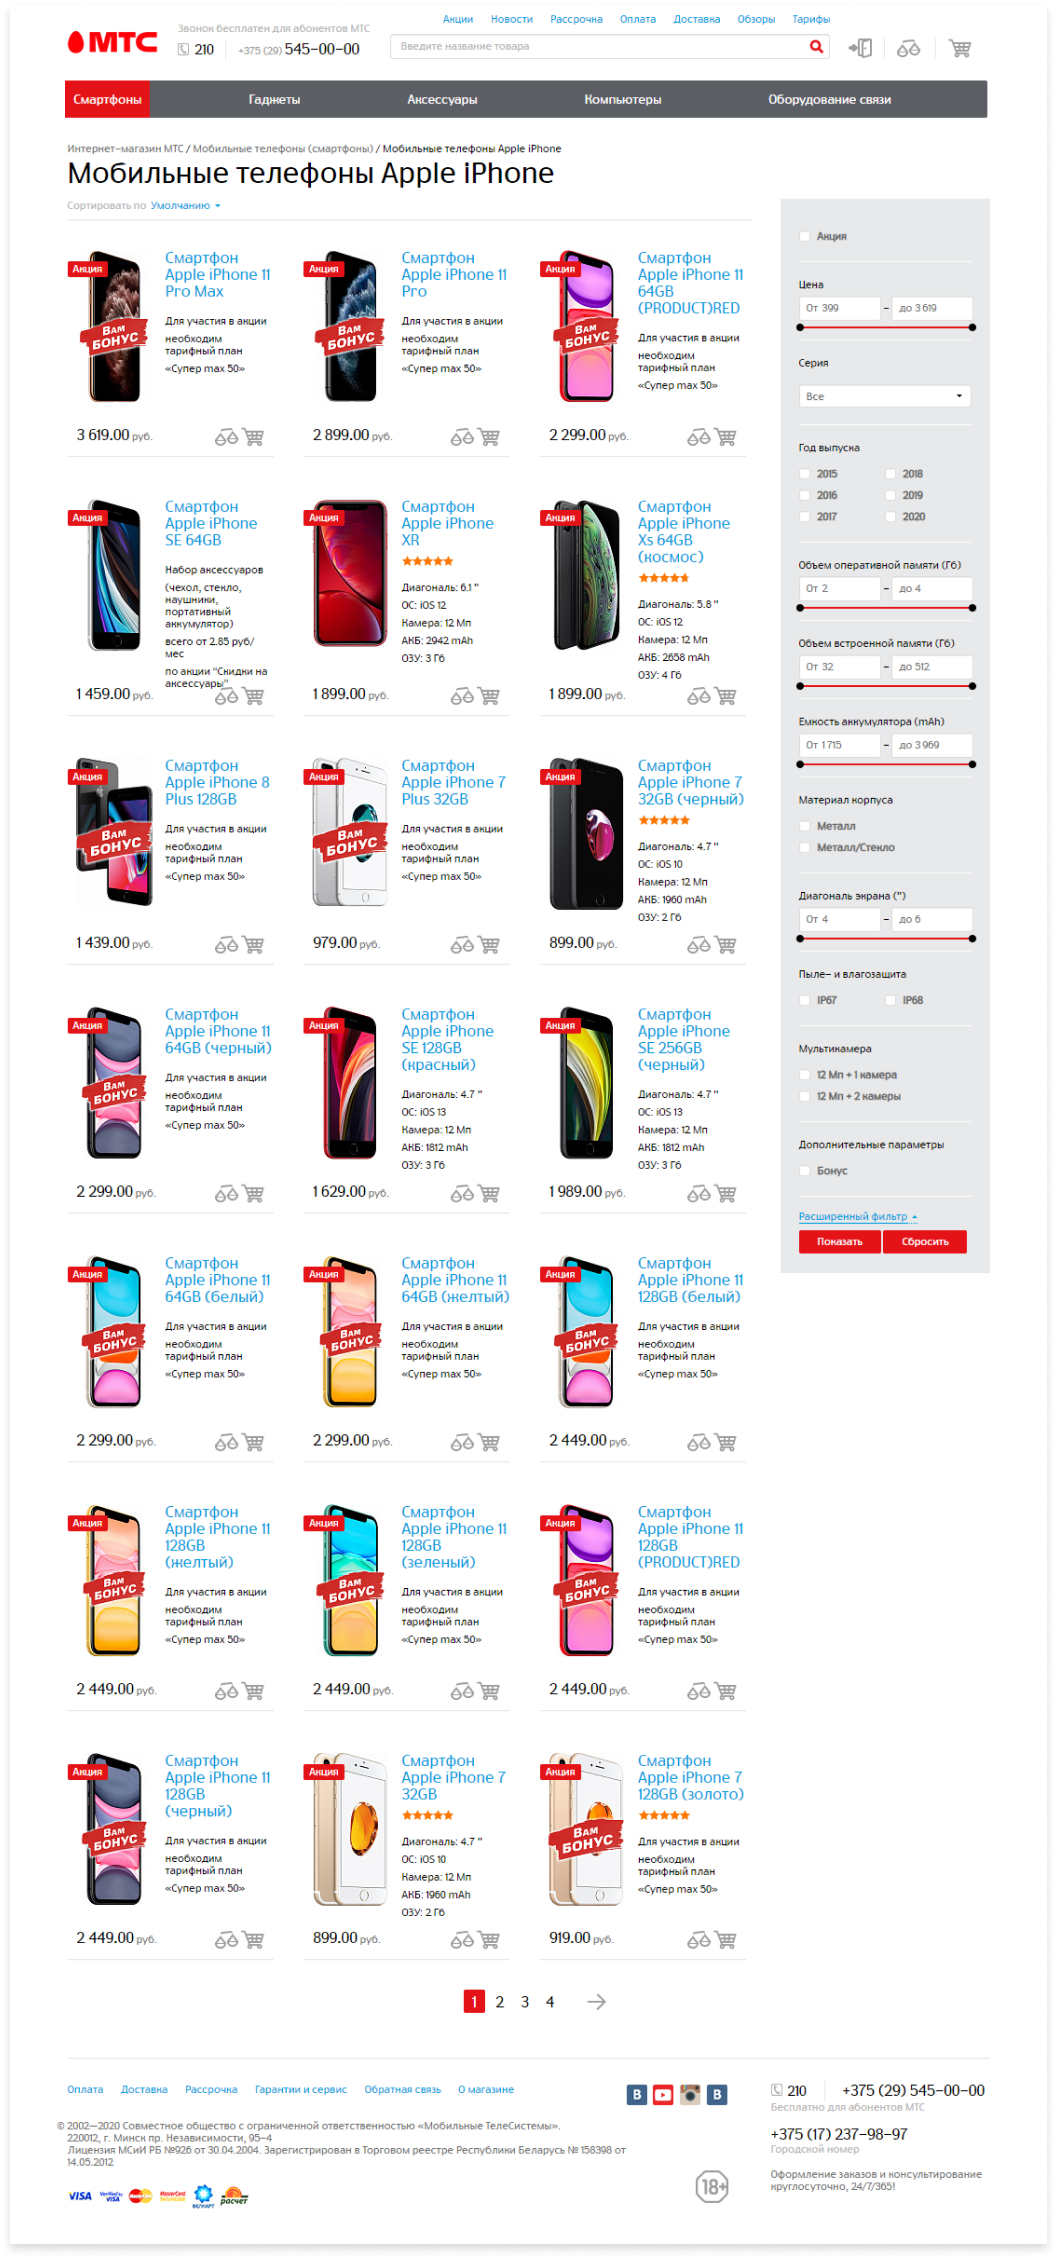 Акции Новости Рассрочка Оплата Доставка Обзоры Тарифы
МТС
Звонок бесплатен для абонентов МТС
210 +375 (29) 545-00-00
Введите название товара
Смартфоны Гаджеты Аксессуары Компьютеры Оборудование связи
Интернет-магазин МТС / Мобильные телефоны (смартфоны) / Мобильные телефоны Apple iPhone
Мобильные телефоны Apple iPhone
Сортировать по Умолчанию
Акция
Вам БОНУС
Смартфон
Apple iPhone 11
Pro Max
Для участия в акции
необходим
тарифный план
«Супер max 50»
3 619.00 руб.
Акция
Вам БОНУС
Смартфон
Apple iPhone 11
Pro
Для участия в акции
необходим
тарифный план
«Супер max 50»
2 899.00 руб.
Акция
Вам БОНУС
Смартфон
Apple iPhone 11
64GB
(PRODUCT)RED
Для участия в акции
необходим
тарифный план
«Супер max 50»
2 299.00 руб.
Акция
Смартфон
Apple iPhone
SE 64GB
Набор аксессуаров
(чехол, стекло,
наушники,
портативный
аккумулятор)
всего от 2.85 руб/
мес
по акции "Скидки на
аксессуары"
1 459.00 руб.
Акция
Смартфон
Apple iPhone
XR
Диагональ: 6.1 "
ОС: iOS 12
Камера: 12 Мп
АКБ: 2942 mAh
ОЗУ: 3 Гб
1 899.00 руб.
Акция
Смартфон
Apple iPhone
Xs 64GB
(космос)
Диагональ: 5.8 "
ОС: iOS 12
Камера: 12 Мп
АКБ: 2658 mAh
ОЗУ: 4 Гб
1 899.00 руб.
Акция
Вам БОНУС
Смартфон
Apple iPhone 8
Plus 128GB
Для участия в акции
необходим
тарифный план
«Супер max 50»
1 439.00 руб.
Акция
Вам БОНУС
Смартфон
Apple iPhone 7
Plus 32GB
Для участия в акции
необходим
тарифный план
«Супер max 50»
979.00 руб.
Акция
Смартфон
Apple iPhone 7
32GB (черный)
Диагональ: 4.7 "
ОС: iOS 10
Камера: 12 Мп
АКБ: 1960 mAh
ОЗУ: 2 Гб
899.00 руб.
Акция
Вам БОНУС
Смартфон
Apple iPhone 11
64GB (черный)
Для участия в акции
необходим
тарифный план
«Супер max 50»
2 299.00 руб.
Акция
Смартфон
Apple iPhone
SE 128GB
(красный)
Диагональ: 4.7 "
ОС: iOS 13
Камера: 12 Мп
АКБ: 1812 mAh
ОЗУ: 3 Гб
1 629.00 руб.
Акция
Смартфон
Apple iPhone
SE 256GB
(черный)
Диагональ: 4.7 "
ОС: iOS 13
Камера: 12 Мп
АКБ: 1812 mAh
ОЗУ: 3 Гб
1 989.00 руб.
Акция
Вам БОНУС
Смартфон
Apple iPhone 11
64GB (белый)
Для участия в акции
необходим
тарифный план
«Супер max 50»
2 299.00 руб.
Акция
Вам БОНУС
Смартфон
Apple iPhone 11
64GB (желтый)
Для участия в акции
необходим
тарифный план
«Супер max 50»
2 299.00 руб.
Акция
Вам БОНУС
Смартфон
Apple iPhone 11
128GB (белый)
Для участия в акции
необходим
тарифный план
«Супер max 50»
2 449.00 руб.
Акция
Вам БОНУС
Смартфон
Apple iPhone 11
128GB
(желтый)
Для участия в акции
необходим
тарифный план
«Супер max 50»
2 449.00 руб.
Акция
Вам БОНУС
Смартфон
Apple iPhone 11
128GB
(зеленый)
Для участия в акции
необходим
тарифный план
«Супер max 50»
2 449.00 руб.
Акция
Вам БОНУС
Смартфон
Apple iPhone 11
128GB
(PRODUCT)RED
Для участия в акции
необходим
тарифный план
«Супер max 50»
2 449.00 руб.
Акция
Вам БОНУС
Смартфон
Apple iPhone 11
128GB
(черный)
Для участия в акции
необходим
тарифный план
«Супер max 50»
2 449.00 руб.
Акция
Смартфон
Apple iPhone 7
32GB
Диагональ: 4.7 "
ОС: iOS 10
Камера: 12 Мп
АКБ: 1960 mAh
ОЗУ: 2 Гб
899.00 руб.
Акция
Вам БОНУС
Смартфон
Apple iPhone 7
128GB (золото)
Для участия в акции
необходим
тарифный план
«Супер max 50»
919.00 руб.
1 2 3 4
Акция
Цена
От 399 – до 3 619
Серия
Все
Год выпуска
2015 2018
2016 2019
2017 2020
Объем оперативной памяти (Гб)
От 2 – до 4
Объем встроенной памяти (Гб)
От 32 – до 512
Емкость аккумулятора (mAh)
От 1 715 – до 3 969
Материал корпуса
Металл
Металл/Стекло
Диагональ экрана (")
От 4 – до 6
Пыле- и влагозащита
IP67 IP68
Мультикамера
12 Мп + 1 камера
12 Мп + 2 камеры
Дополнительные параметры
Бонус
Расширенный фильтр
Показать Сбросить
Оплата Доставка Рассрочка Гарантии и сервис Обратная связь О магазине
B B
210 +375 (29) 545-00-00
Бесплатно для абонентов МТС
+375 (17) 237-98-97
Городской номер
Оформление заказов и консультирование
круглосуточно, 24/7/365!
© 2002—2020 Совместное общество с ограниченной ответственностью «Мобильные ТелеСистемы».
220012, г. Минск пр. Независимости, 95-4
Лицензия МСиИ РБ №926 от 30.04.2004. Зарегистрирован в Торговом реестре Республики Беларусь № 158398 от
14.05.2012
VISA Verified by VISA MasterCard MasterCard SecureCode БЕЛКАРТ расчет
18+